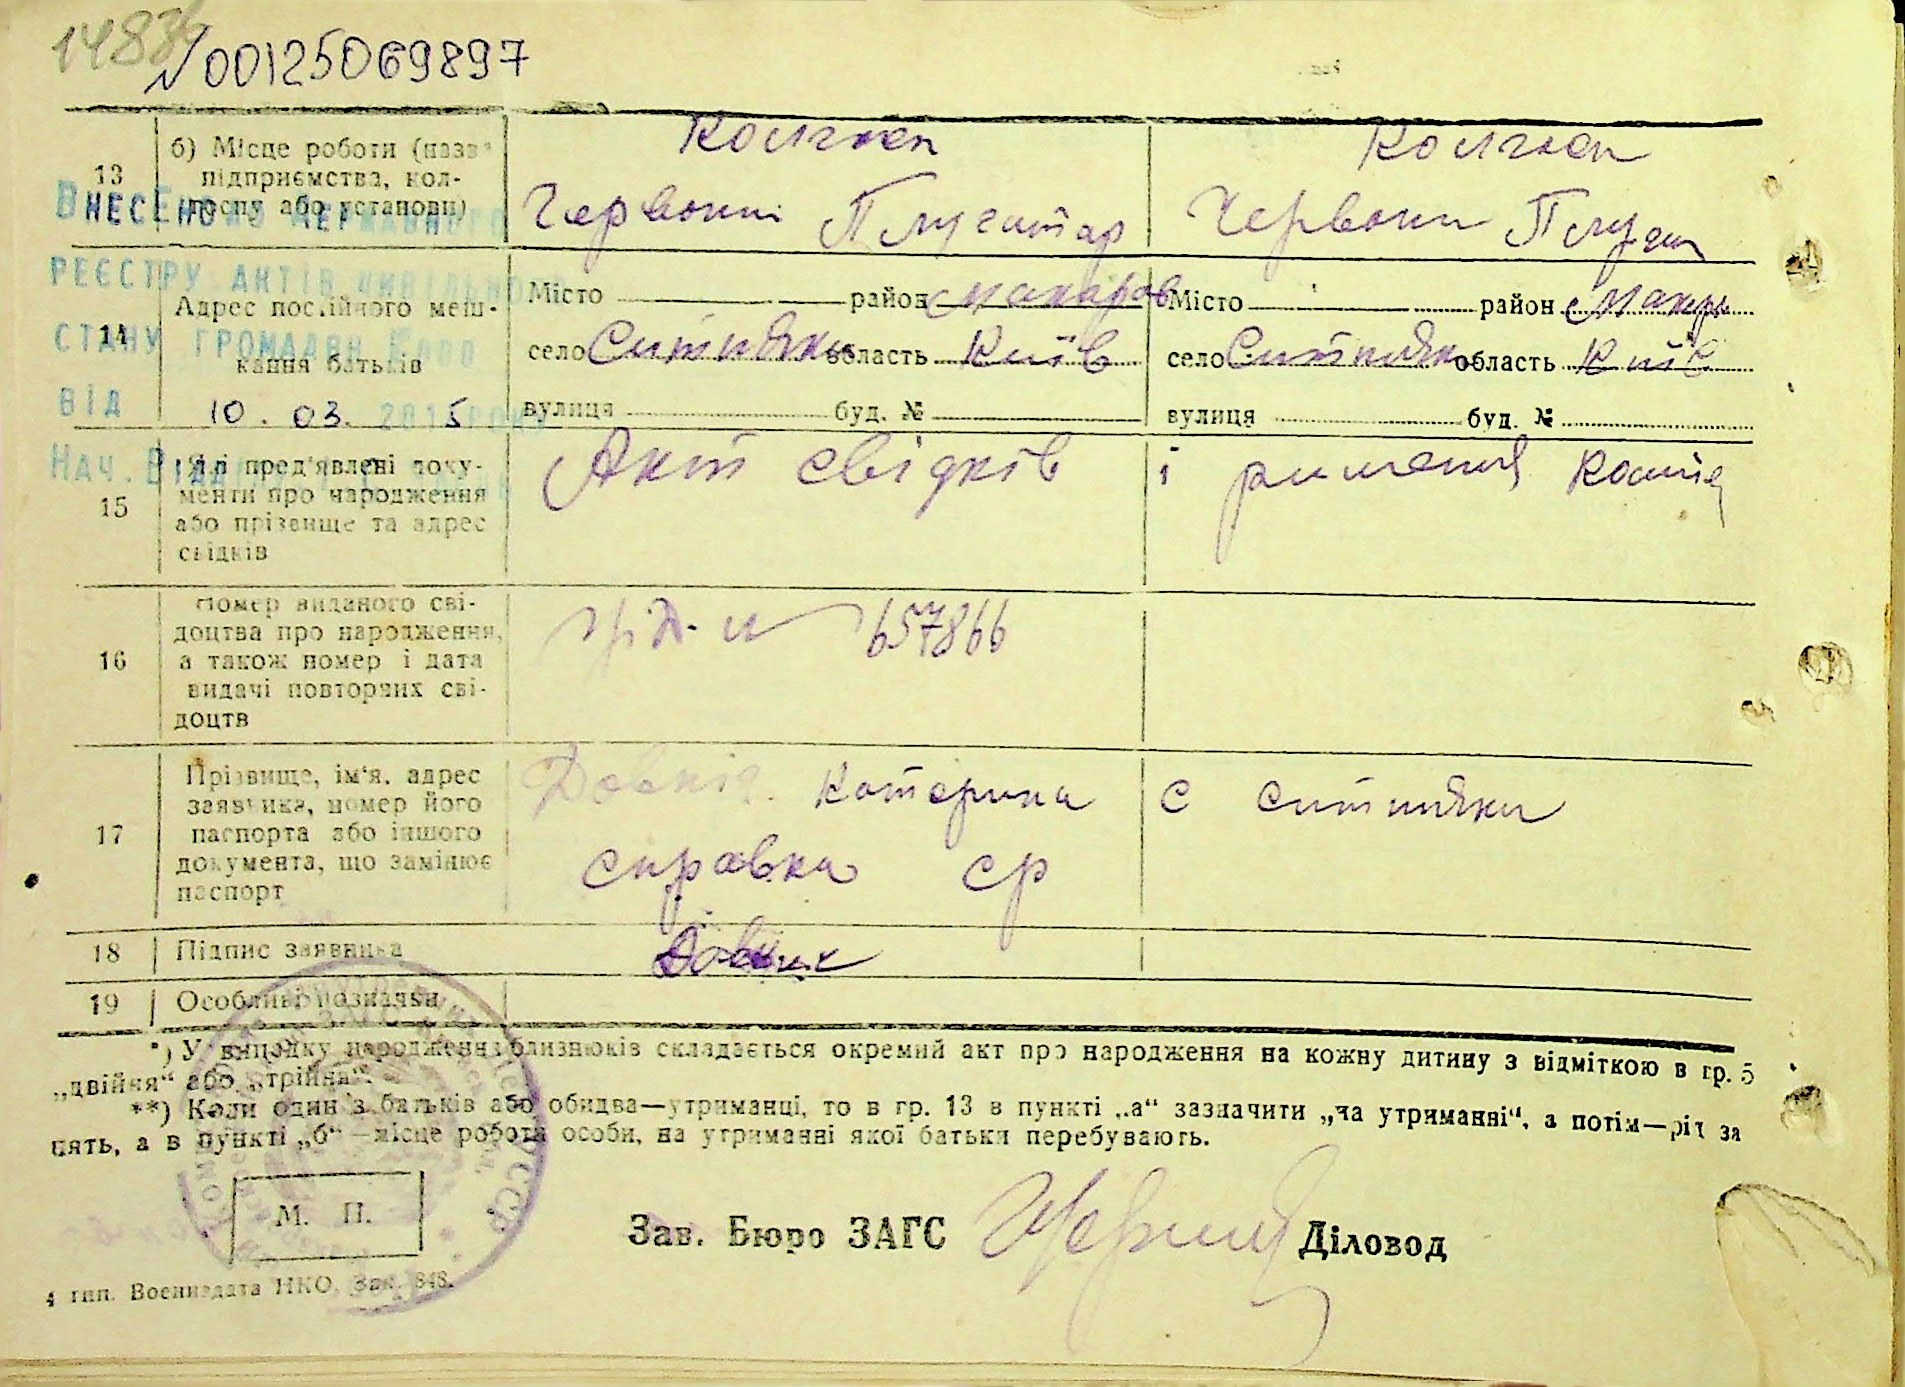 №00125069897
13
б) Місце роботи (назва
підприємства, кол-
госпу або установи)
Колгосп
Червоний Плугатар
Колгосп
Червоний
ВНЕСЕНО ДО ДЕРЖАВНОГО
РЕЄСТРУ АКТІВ ЦИВІЛЬНОГО
СТАНУ ГРОМАДЯН
ВІД 10. 03. 2015 РОКУ
НАЧ. ВІДДІЛУ
14
Адрес постійного меш-
кання батьків
Місто район Макарів
село Ситняки область Київ
вулиця буд. №
Місто район Макарів
село Ситняки область Київ
вулиця буд. №
15
Які пред'явлені доку-
менти про народження
або прізвище та адрес
свідків
Акт свідків і рішення
16
Номер виданого сві-
доцтва про народження,
а також номер і дата
видачі повторних сві-
доцтв
657866
17
Прізвище, ім'я, адрес
заявника, номер його
паспорта або іншого
документа, що замінює
паспорт
Катерина с Ситняки
справка ср
18
Підпис заявника
19
Особливі позначки
*) У випадку народження близнюків складається окремий акт про народження на кожну дитину з відміткою в гр. 5
„двійня“ або „трійня“.
**) Коли один з батьків або обидва—утриманці, то в гр. 13 в пункті „а“ зазначити „на утриманні“, а потім—рід за
нять, а в пункті „б“—місце роботи особи, на утриманні якої батьки перебувають.
М. П.
Зав. Бюро ЗАГС
Діловод
4 тип. Воениздата НКО. Зак. 848.